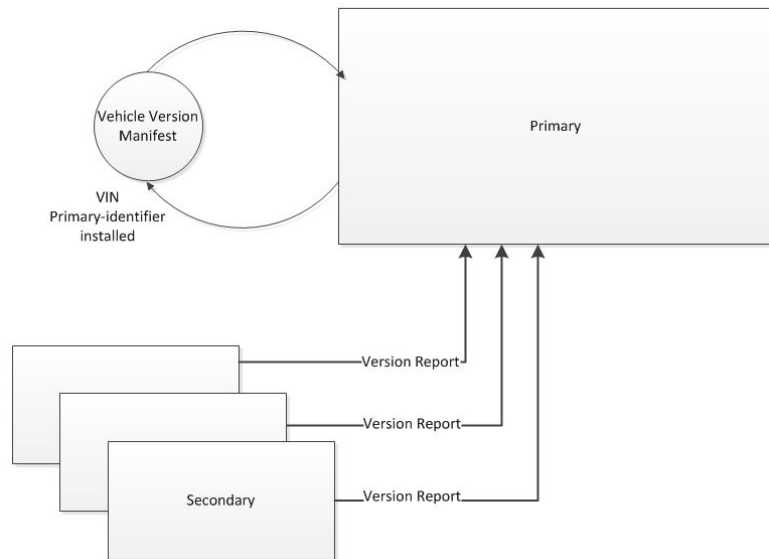 Vehicle Version
Manifest
Primary
VIN
Primary-identifier
installed
Version Report
Version Report
Version Report
Secondary